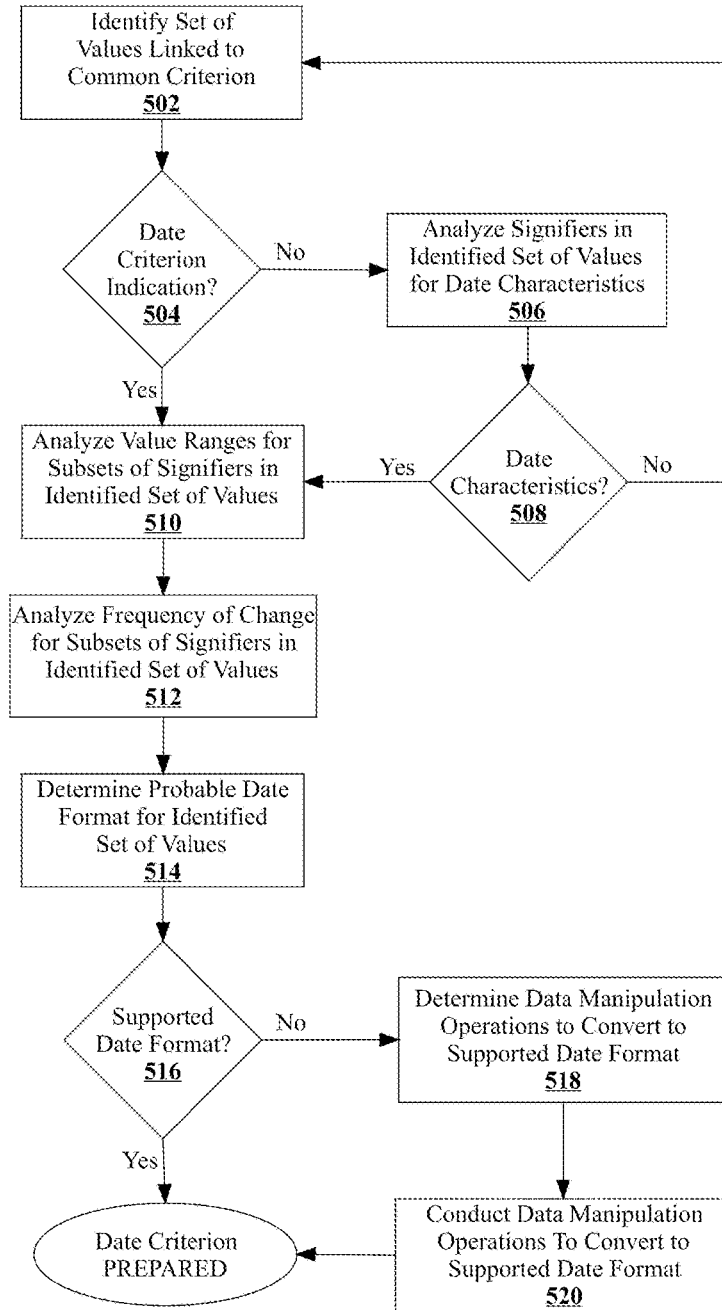 Identify Set of
Values Linked to
Common Criterion
502
Date
Criterion
Indication?
504
No
Analyze Signifiers in
Identified Set of Values
for Date Characteristics
506
Yes
Analyze Value Ranges for
Subsets of Signifiers in
Identified Set of Values
510
Yes
Date
Characteristics?
508
No
Analyze Frequency of Change
for Subsets of Signifiers in
Identified Set of Values
512
Determine Probable Date
Format for Identified
Set of Values
514
Supported
Date Format?
516
No
Determine Data Manipulation
Operations to Convert to
Supported Date Format
518
Yes
Date Criterion
PREPARED
Conduct Data Manipulation
Operations To Convert to
Supported Date Format
520